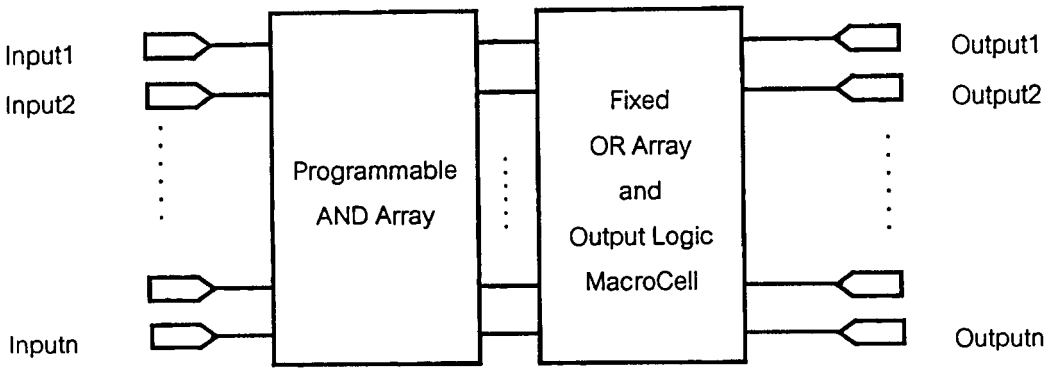 Input1
Input2
Inputn
Programmable
AND Array
Fixed
OR Array
and
Output Logic
MacroCell
Output1
Output2
Outputn